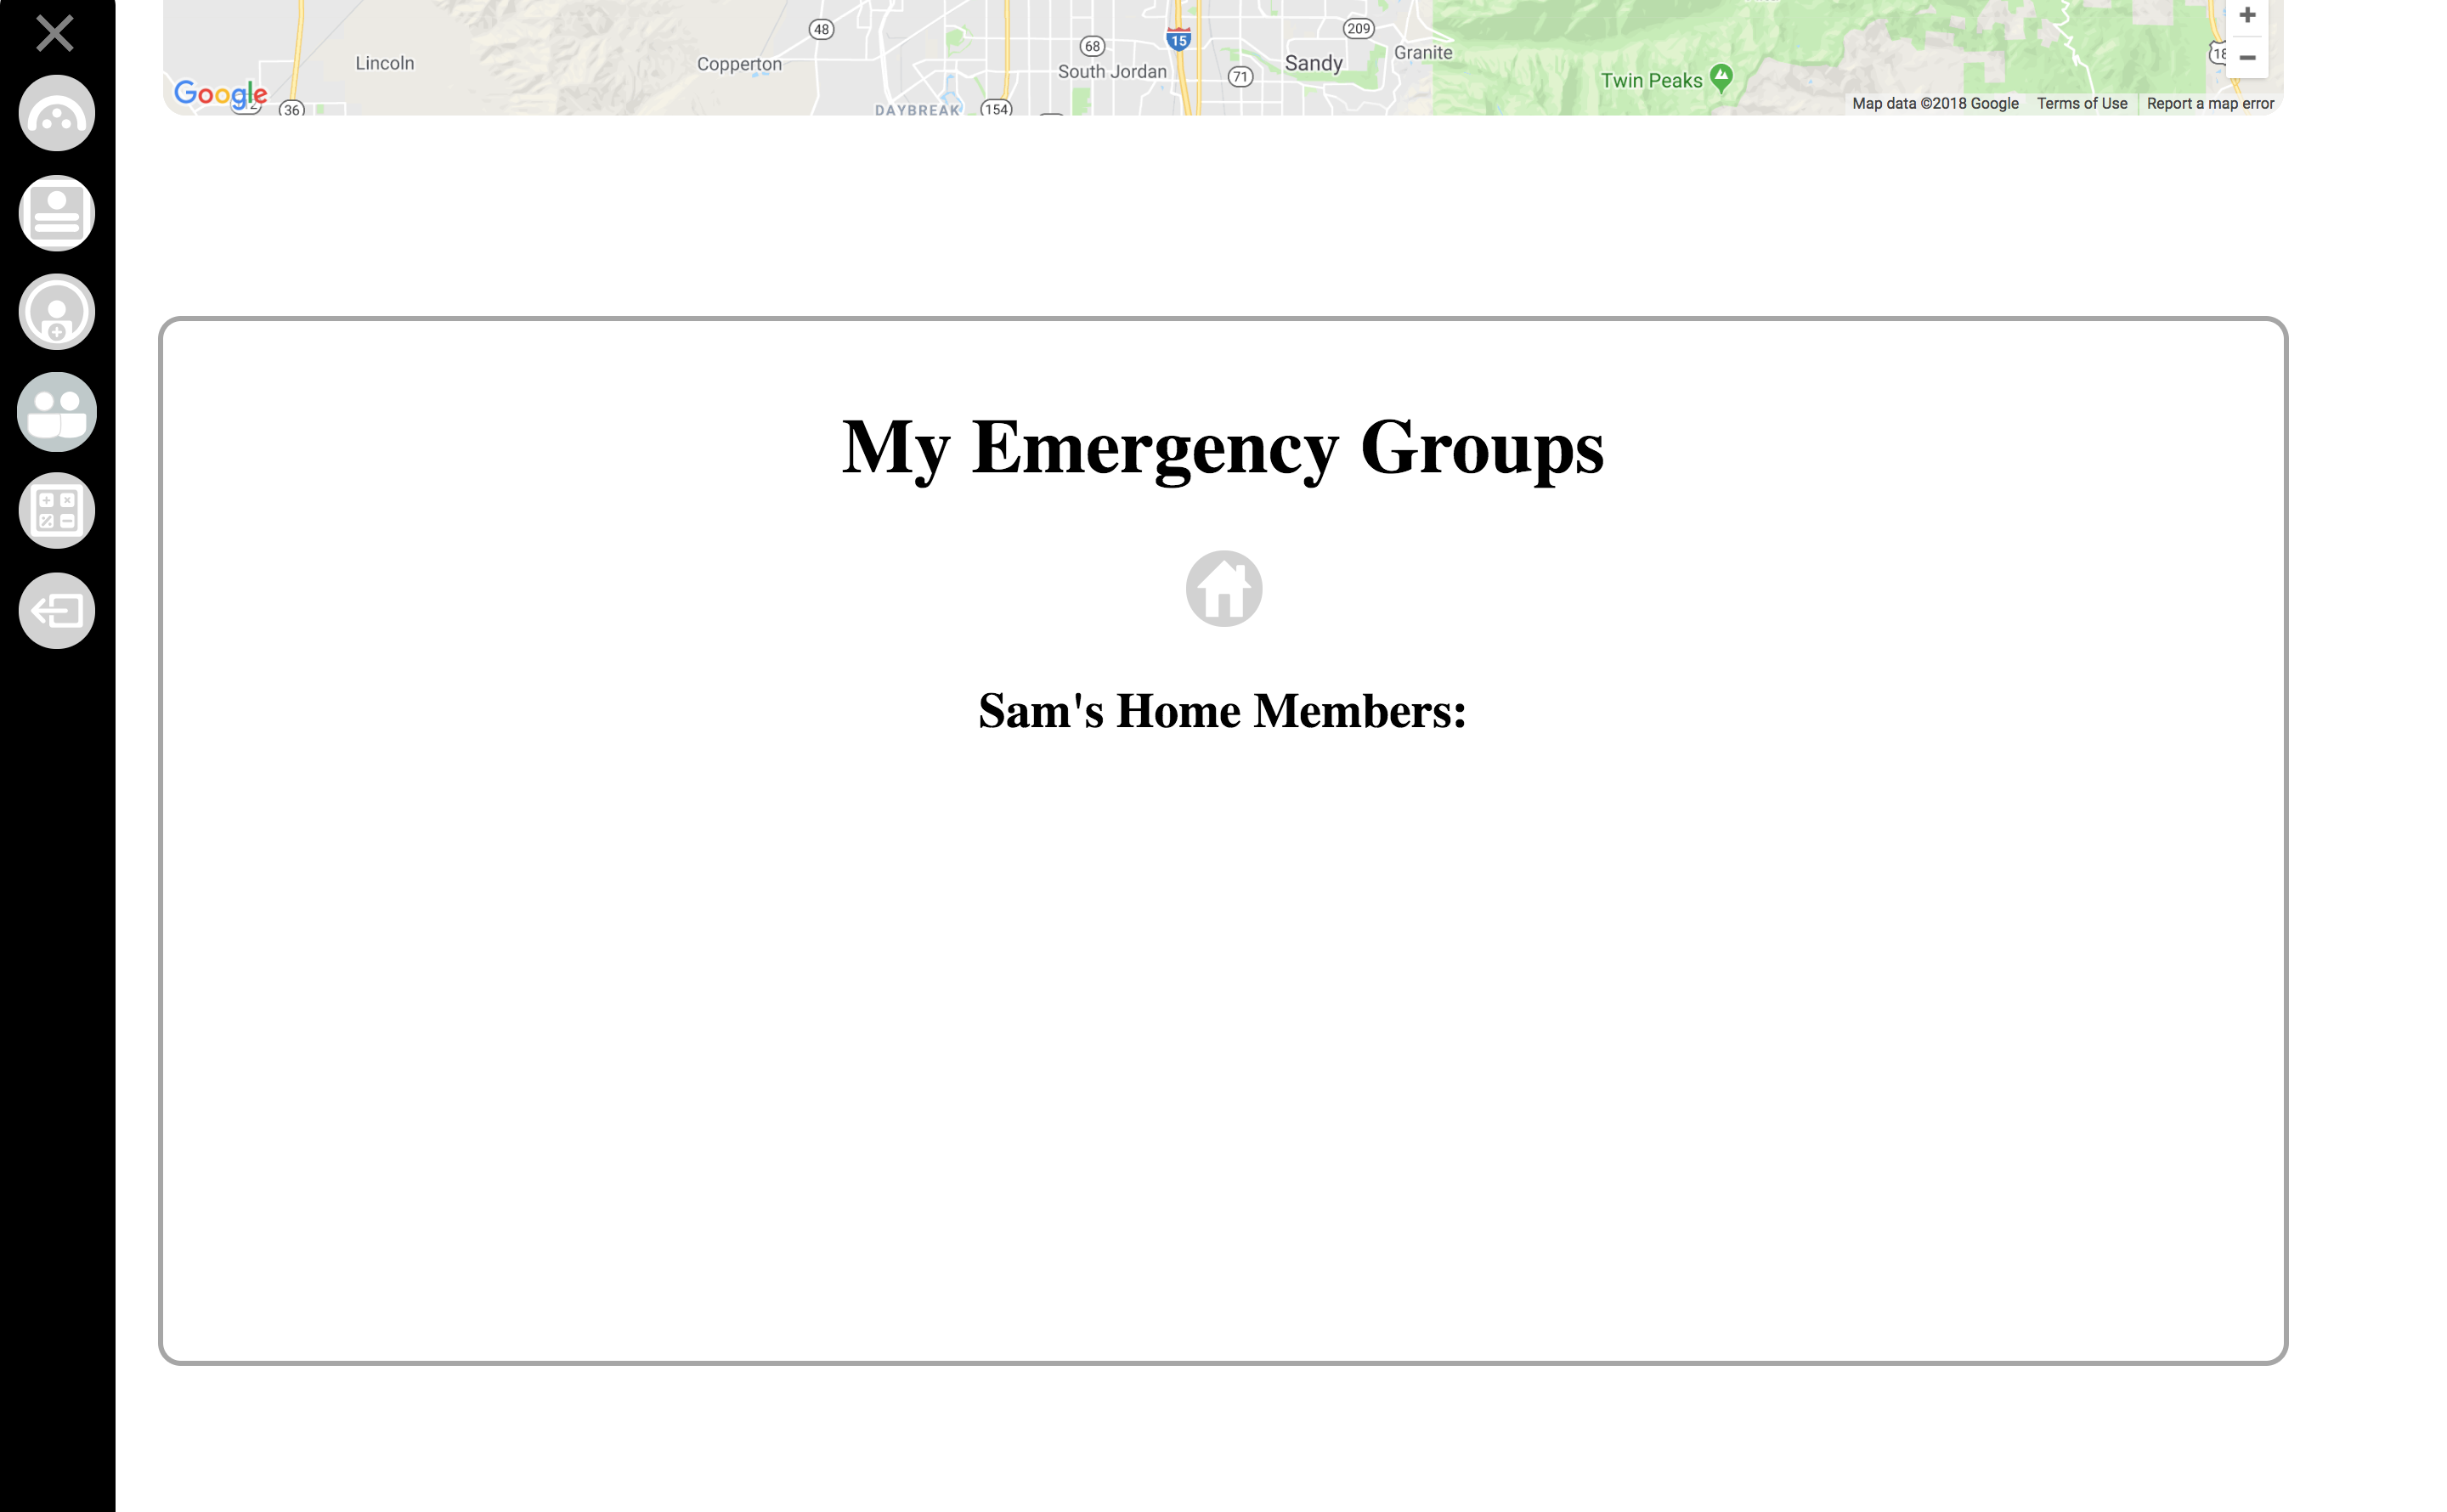 48
209
15
68
Lincoln
Copperton
South Jordan
Sandy
Granite
71
Twin Peaks
Google
36
DAYBREAK
154
Map data ©2018 Google
Terms of Use
Report a map error
My Emergency Groups
Sam's Home Members: